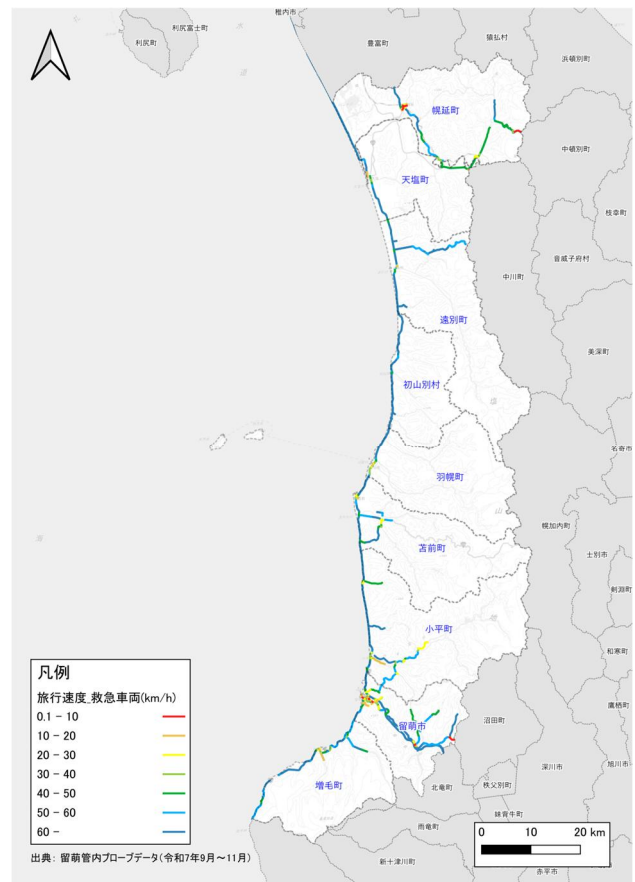 稚内市
利尻富士町
利尻町
豊富町
猿払村
浜頓別町
幌延町
中頓別町
天塩町
枝幸町
音威子府村
中川町
遠別町
美深町
初山別村
名寄市
羽幌町
幌加内町
苫前町
士別市
剣淵町
小平町
和寒町
鷹栖町
沼田町
留萌市
深川市
旭川市
秩父別町
北竜町
増毛町
妹背牛町
雨竜町
新十津川町
赤平市
凡例
旅行速度_救急車両(km/h)
0.1 - 10
10 - 20
20 - 30
30 - 40
40 - 50
50 - 60
60 -
0 10 20 km
出典: 留萌管内プローブデータ(令和7年9月～11月)